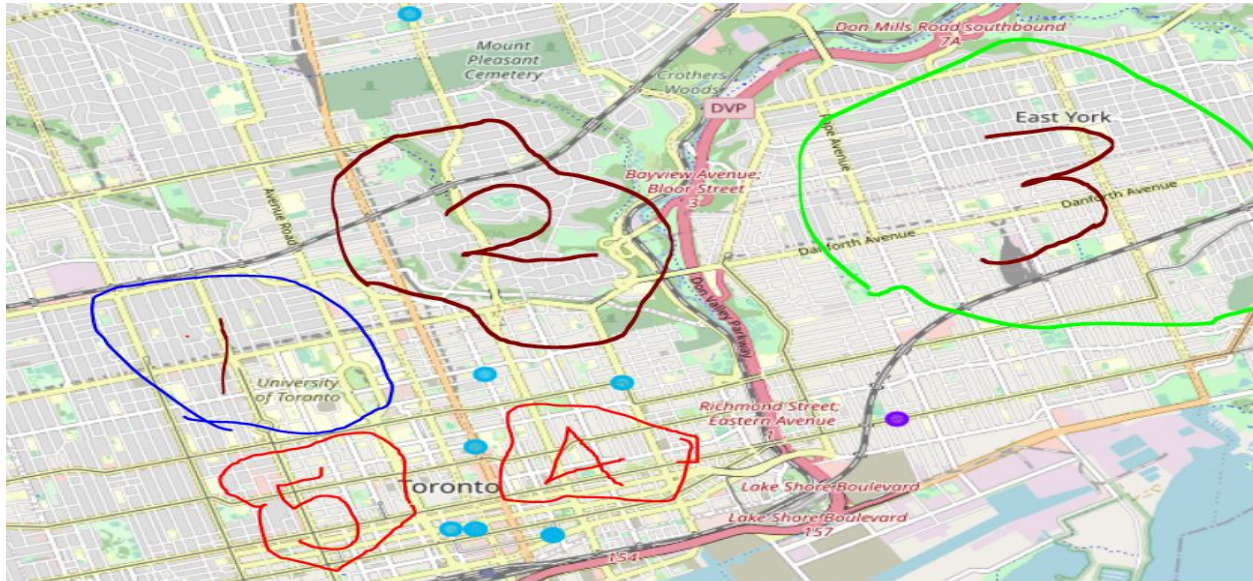 Don Mills Road southbound
7A
Mount
Pleasant
Cemetery
Crothers
Woods
DVP
East York
Pape Avenue
Bayview Avenue;
Bloor Street
3
2
3
Avenue Road
Danforth Avenue
Danforth Avenue
Don Valley Parkway
1
University
of Toronto
Richmond Street;
Eastern Avenue
1
4
5
Toronto
Lake Shore Boulevard
Lake Shore Boulevard
157
154